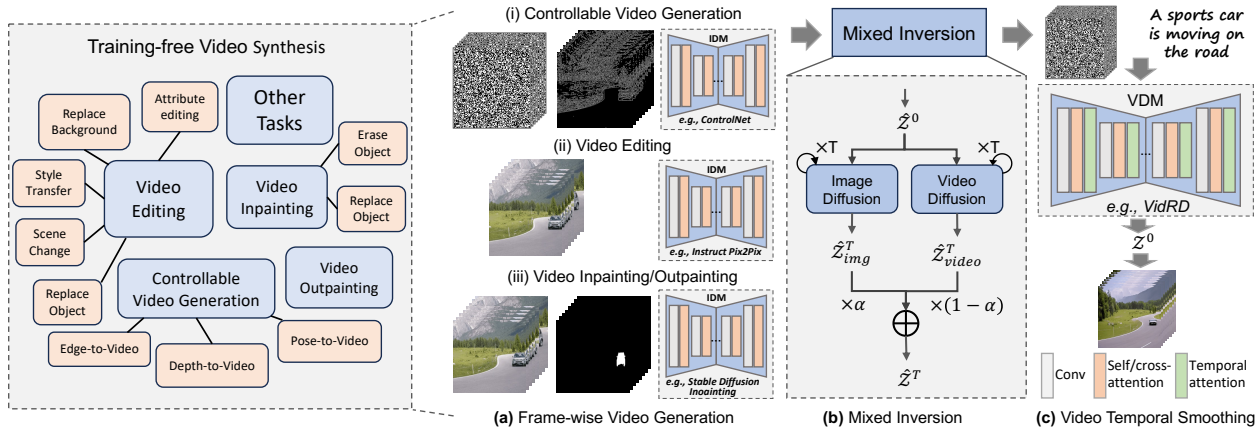 Training-free Video Synthesis
Replace
Background
Attribute
editing
Other
Tasks
Style
Transfer
Video
Editing
Video
Inpainting
Erase
Object
Replace
Object
Scene
Change
Replace
Object
Controllable
Video Generation
Video
Outpainting
Edge-to-Video
Depth-to-Video
Pose-to-Video
(i) Controllable Video Generation
IDM
...
e.g., ControlNet
(ii) Video Editing
IDM
...
e.g., Instruct Pix2Pix
(iii) Video Inpainting/Outpainting
IDM
...
e.g., Stable Diffusion
Inoainting
(a) Frame-wise Video Generation
Mixed Inversion
ẑ⁰
×T
×T
Image
Diffusion
Video
Diffusion
ẑᵀ_img
ẑᵀ_video
×α
×(1 − α)
ẑᵀ
(b) Mixed Inversion
A sports car
is moving on
the road
VDM
...
e.g., VidRD
z⁰
Conv
Self/cross-
attention
Temporal
attention
(c) Video Temporal Smoothing